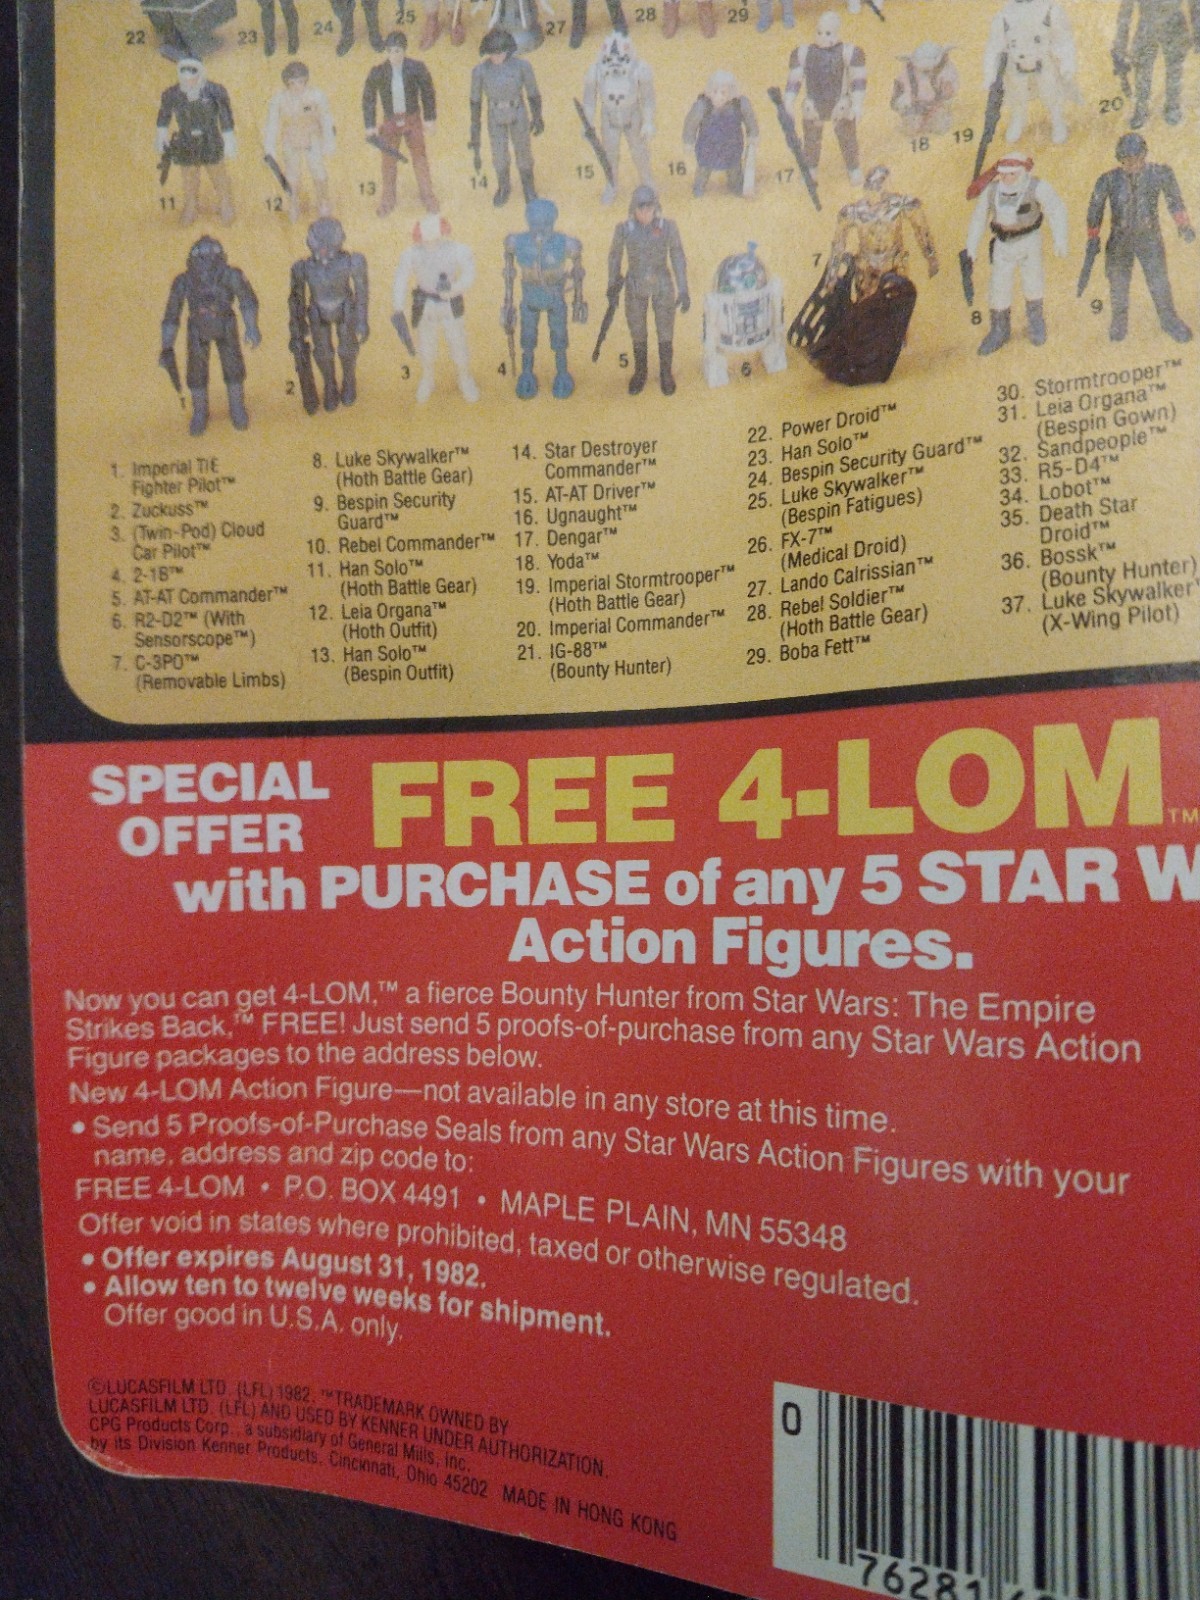 22
23
24
25
27
28
29
11
12
13
14
15
16
17
18
19
20
1
2
3
4
5
6
7
8
9
1. Imperial TIE
Fighter Pilot™
2. Zuckuss™
3. (Twin-Pod) Cloud
Car Pilot™
4. 2-1B™
5. AT-AT Commander™
6. R2-D2™ (With
Sensorscope™)
7. C-3PO™
(Removable Limbs)
8. Luke Skywalker™
(Hoth Battle Gear)
9. Bespin Security
Guard™
10. Rebel Commander™
11. Han Solo™
(Hoth Battle Gear)
12. Leia Organa™
(Hoth Outfit)
13. Han Solo™
(Bespin Outfit)
14. Star Destroyer
Commander™
15. AT-AT Driver™
16. Ugnaught™
17. Dengar™
18. Yoda™
19. Imperial Stormtrooper™
(Hoth Battle Gear)
20. Imperial Commander™
21. IG-88™
(Bounty Hunter)
22. Power Droid™
23. Han Solo™
24. Bespin Security Guard™
25. Luke Skywalker™
(Bespin Fatigues)
26. FX-7™
(Medical Droid)
27. Lando Calrissian™
28. Rebel Soldier™
(Hoth Battle Gear)
29. Boba Fett™
30. Stormtrooper™
31. Leia Organa™
(Bespin Gown)
32. Sandpeople™
33. R5-D4™
34. Lobot™
35. Death Star
Droid™
36. Bossk™
(Bounty Hunter)
37. Luke Skywalker
(X-Wing Pilot)
SPECIAL
OFFER
FREE 4-LOM™
with PURCHASE of any 5 STAR W
Action Figures.
Now you can get 4-LOM,™ a fierce Bounty Hunter from Star Wars: The Empire
Strikes Back,™ FREE! Just send 5 proofs-of-purchase from any Star Wars Action
Figure packages to the address below.
New 4-LOM Action Figure—not available in any store at this time.
• Send 5 Proofs-of-Purchase Seals from any Star Wars Action Figures with your
name, address and zip code to:
FREE 4-LOM • P.O. BOX 4491 • MAPLE PLAIN, MN 55348
Offer void in states where prohibited, taxed or otherwise regulated.
• Offer expires August 31, 1982.
• Allow ten to twelve weeks for shipment.
Offer good in U.S.A. only.
©LUCASFILM LTD. (LFL) 1982. ™TRADEMARK OWNED BY
LUCASFILM LTD. (LFL) AND USED BY KENNER UNDER AUTHORIZATION.
CPG Products Corp., a subsidiary of General Mills, Inc.
by its Division Kenner Products, Cincinnati, Ohio 45202 MADE IN HONG KONG
0
76281